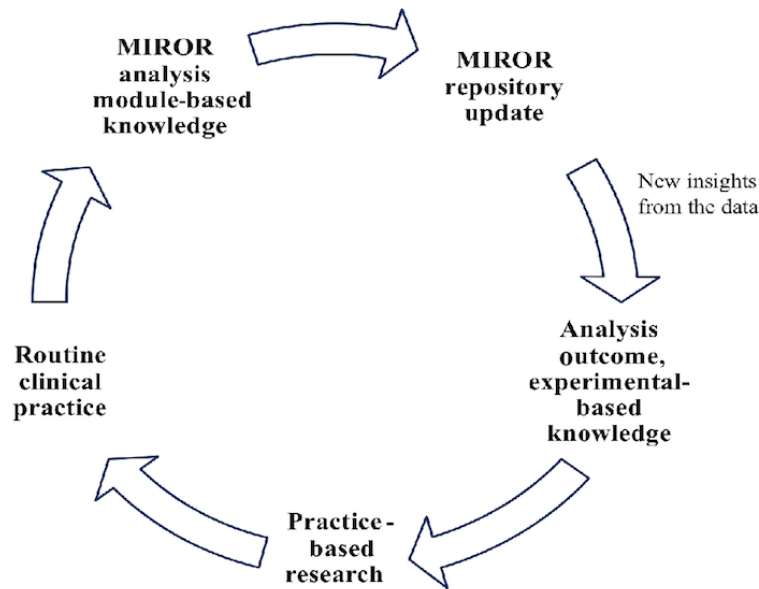 MIROR
analysis
module-based
knowledge
MIROR
repository
update
New insights
from the data
Analysis
outcome,
experimental-
based
knowledge
Practice-
based
research
Routine
clinical
practice